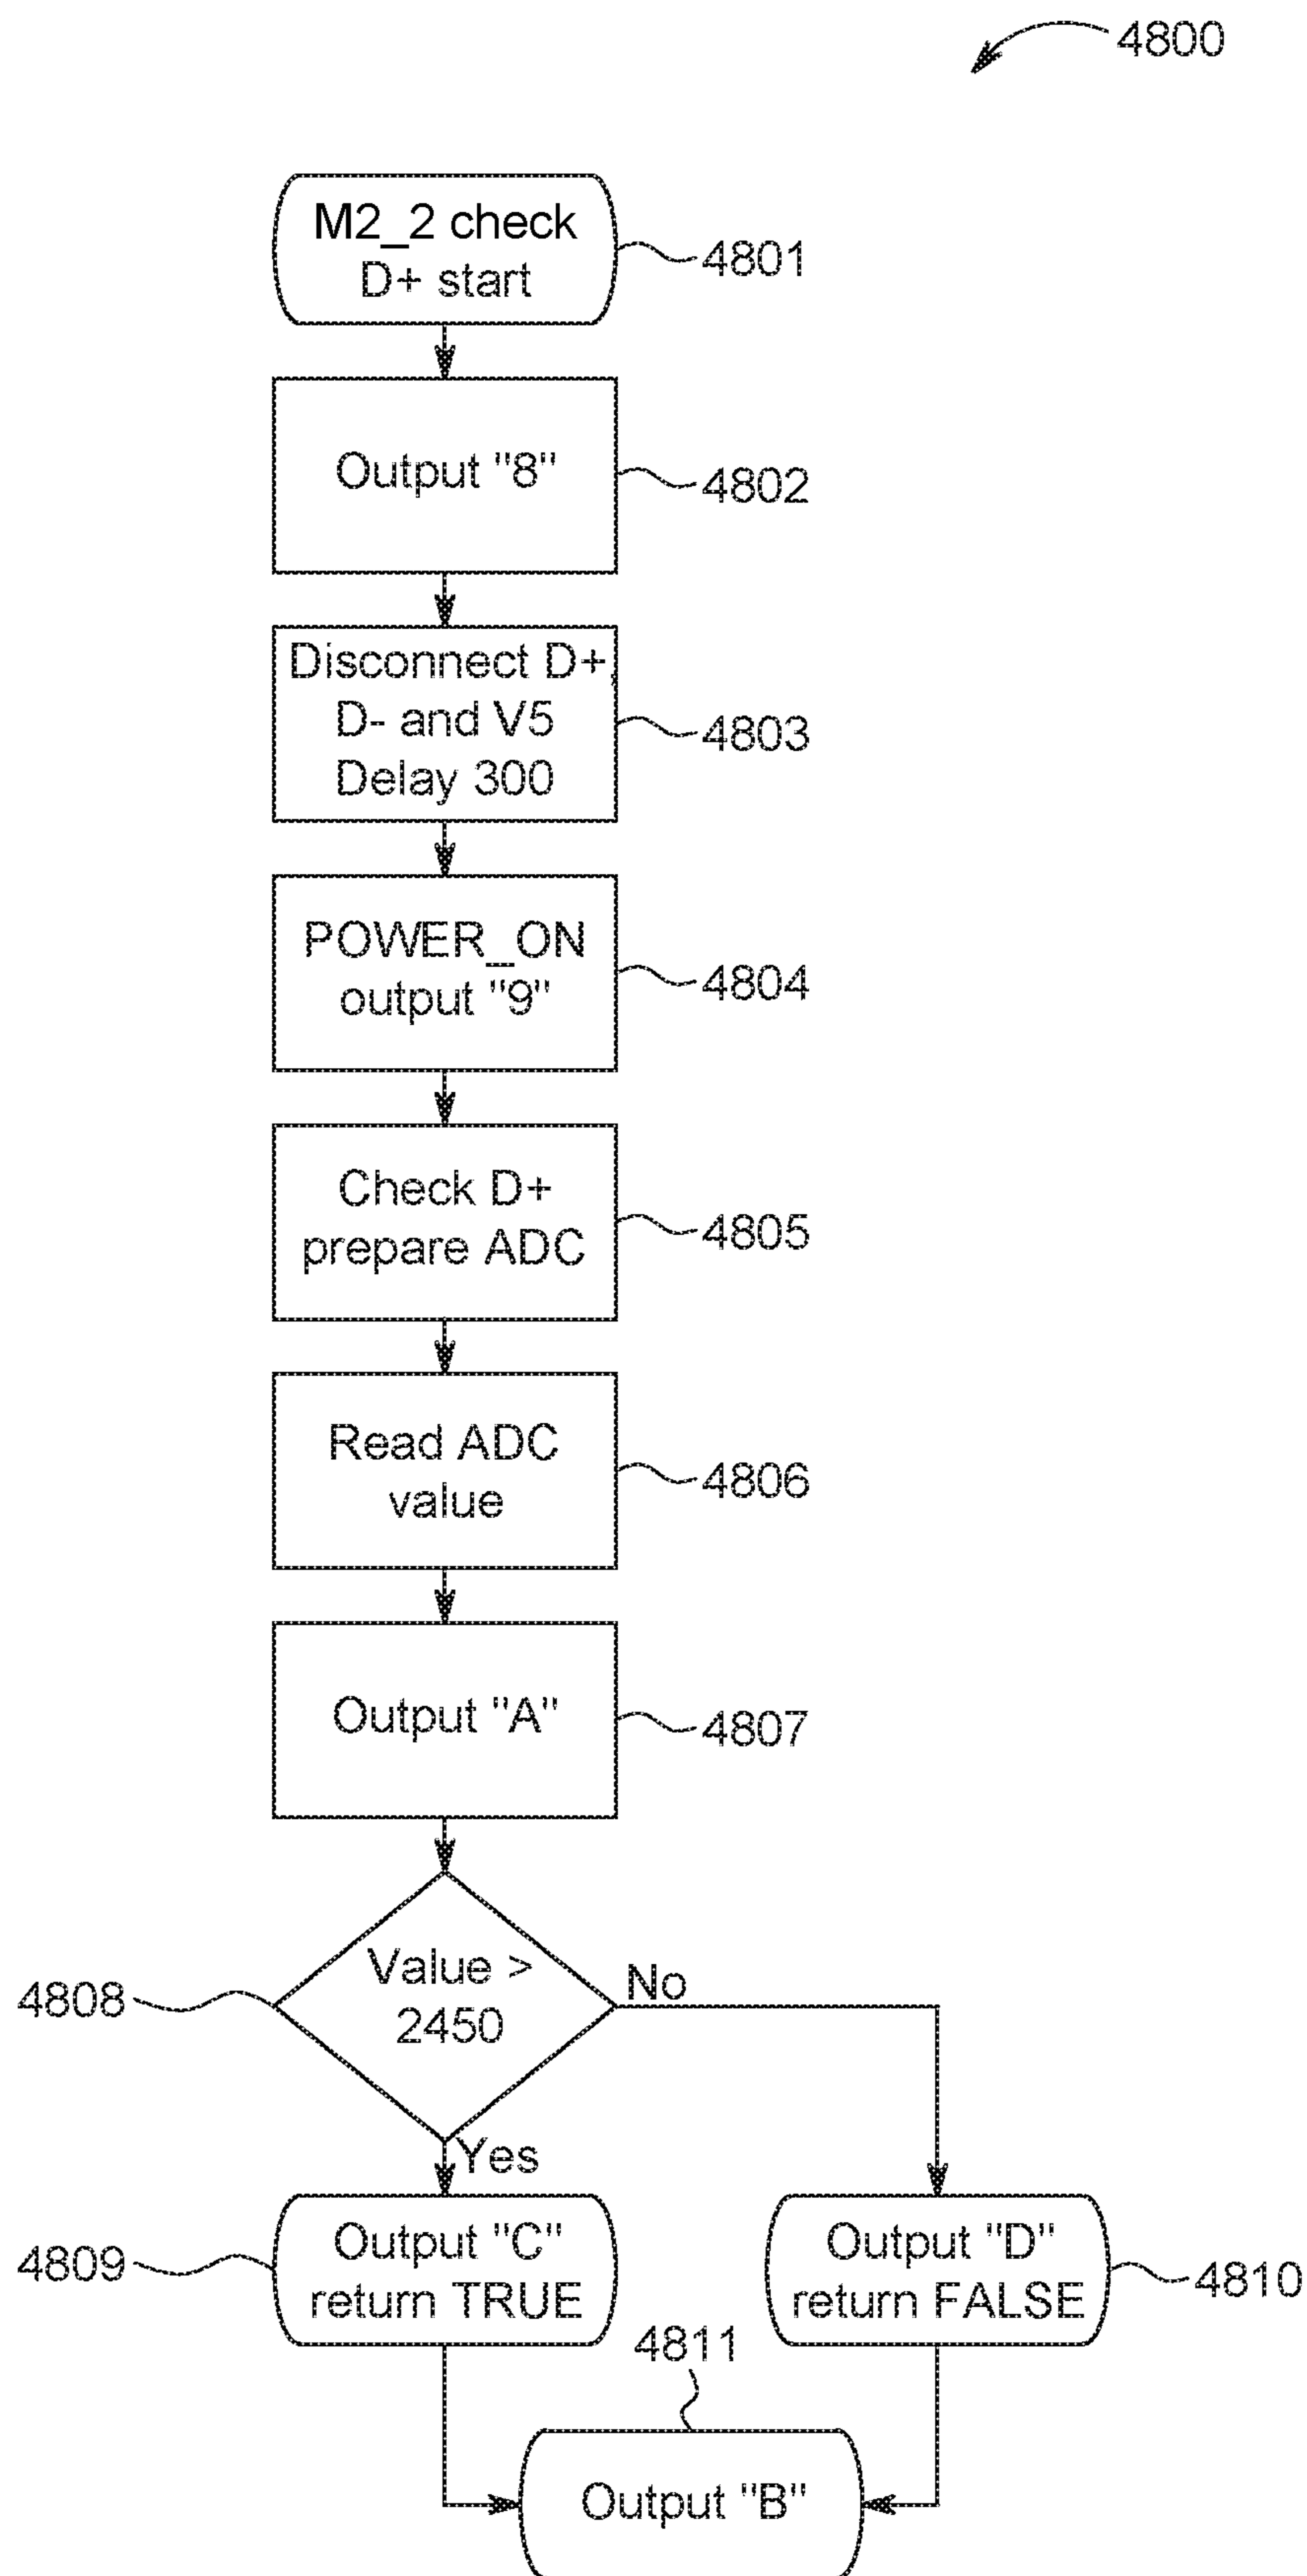 4800
M2_2 check
D+ start
4801
Output "8"
4802
Disconnect D+,
D- and V5
Delay 300
4803
POWER_ON
output "9"
4804
Check D+
prepare ADC
4805
Read ADC
value
4806
Output "A"
4807
Value >
2450
4808
No
Yes
Output "C"
return TRUE
4809
Output "D"
return FALSE
4810
4811
Output "B"